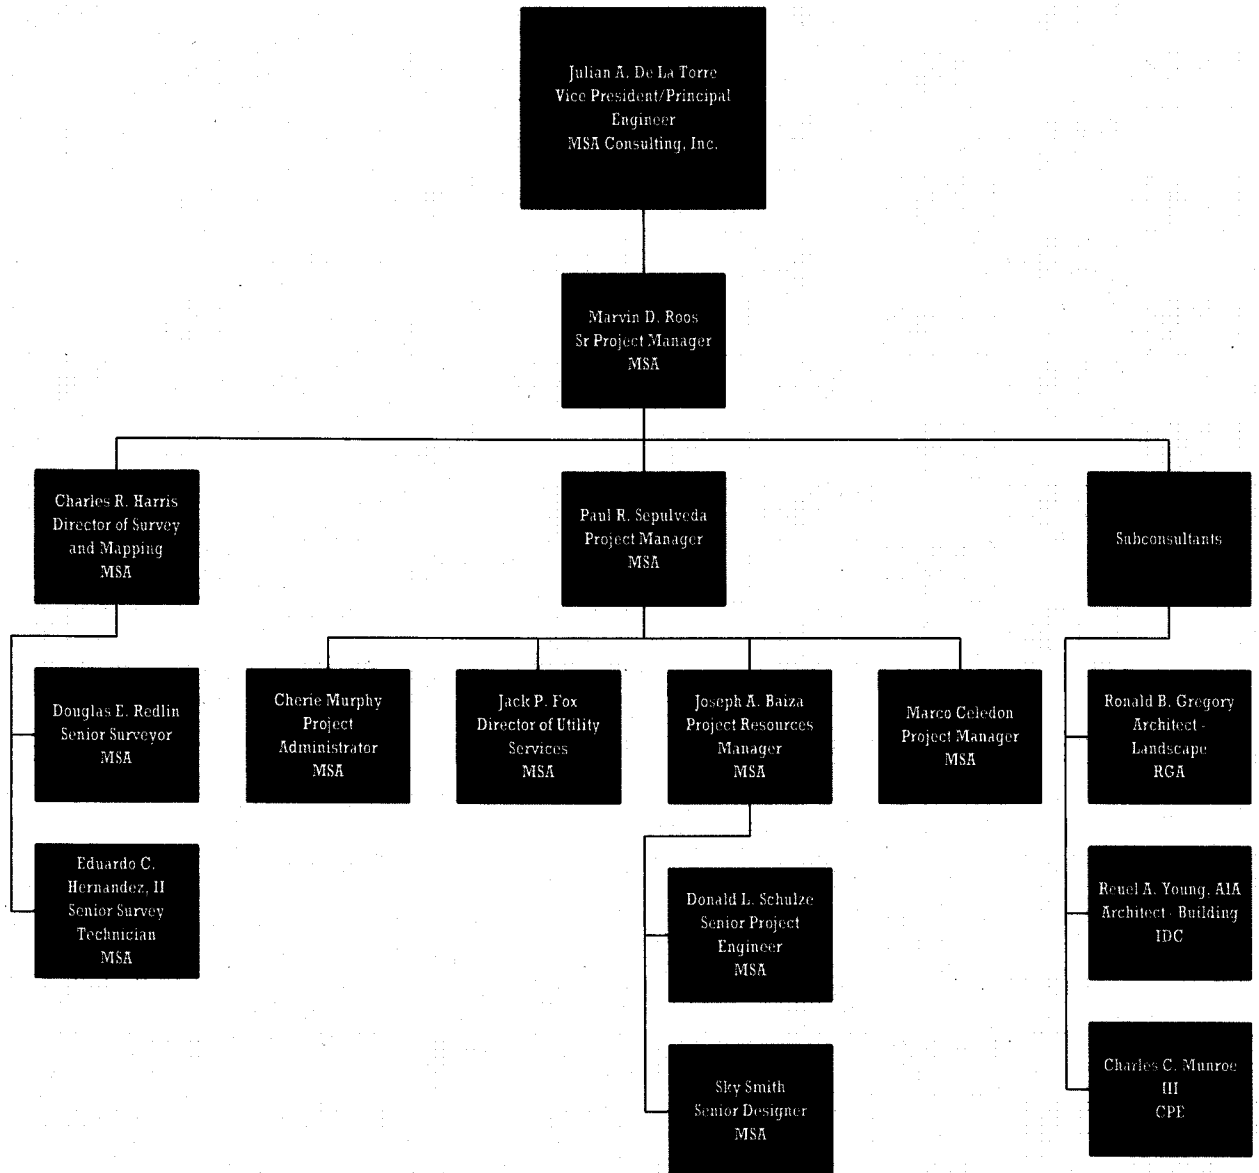 Julian A. De La Torre
Vice President/Principal
Engineer
MSA Consulting, Inc.
Marvin D. Roos
Sr Project Manager
MSA
Charles R. Harris
Director of Survey
and Mapping
MSA
Paul R. Sepulveda
Project Manager
MSA
Subconsultants
Douglas E. Redlin
Senior Surveyor
MSA
Cherie Murphy
Project
Administrator
MSA
Jack P. Fox
Director of Utility
Services
MSA
Joseph A. Baiza
Project Resources
Manager
MSA
Marco Celedon
Project Manager
MSA
Ronald B. Gregory
Architect -
Landscape
RGA
Eduardo C.
Hernandez, II
Senior Survey
Technician
MSA
Donald L. Schulze
Senior Project
Engineer
MSA
Reuel A. Young, AIA
Architect - Building
IDC
Sky Smith
Senior Designer
MSA
Charles C. Munroe
III
CPE